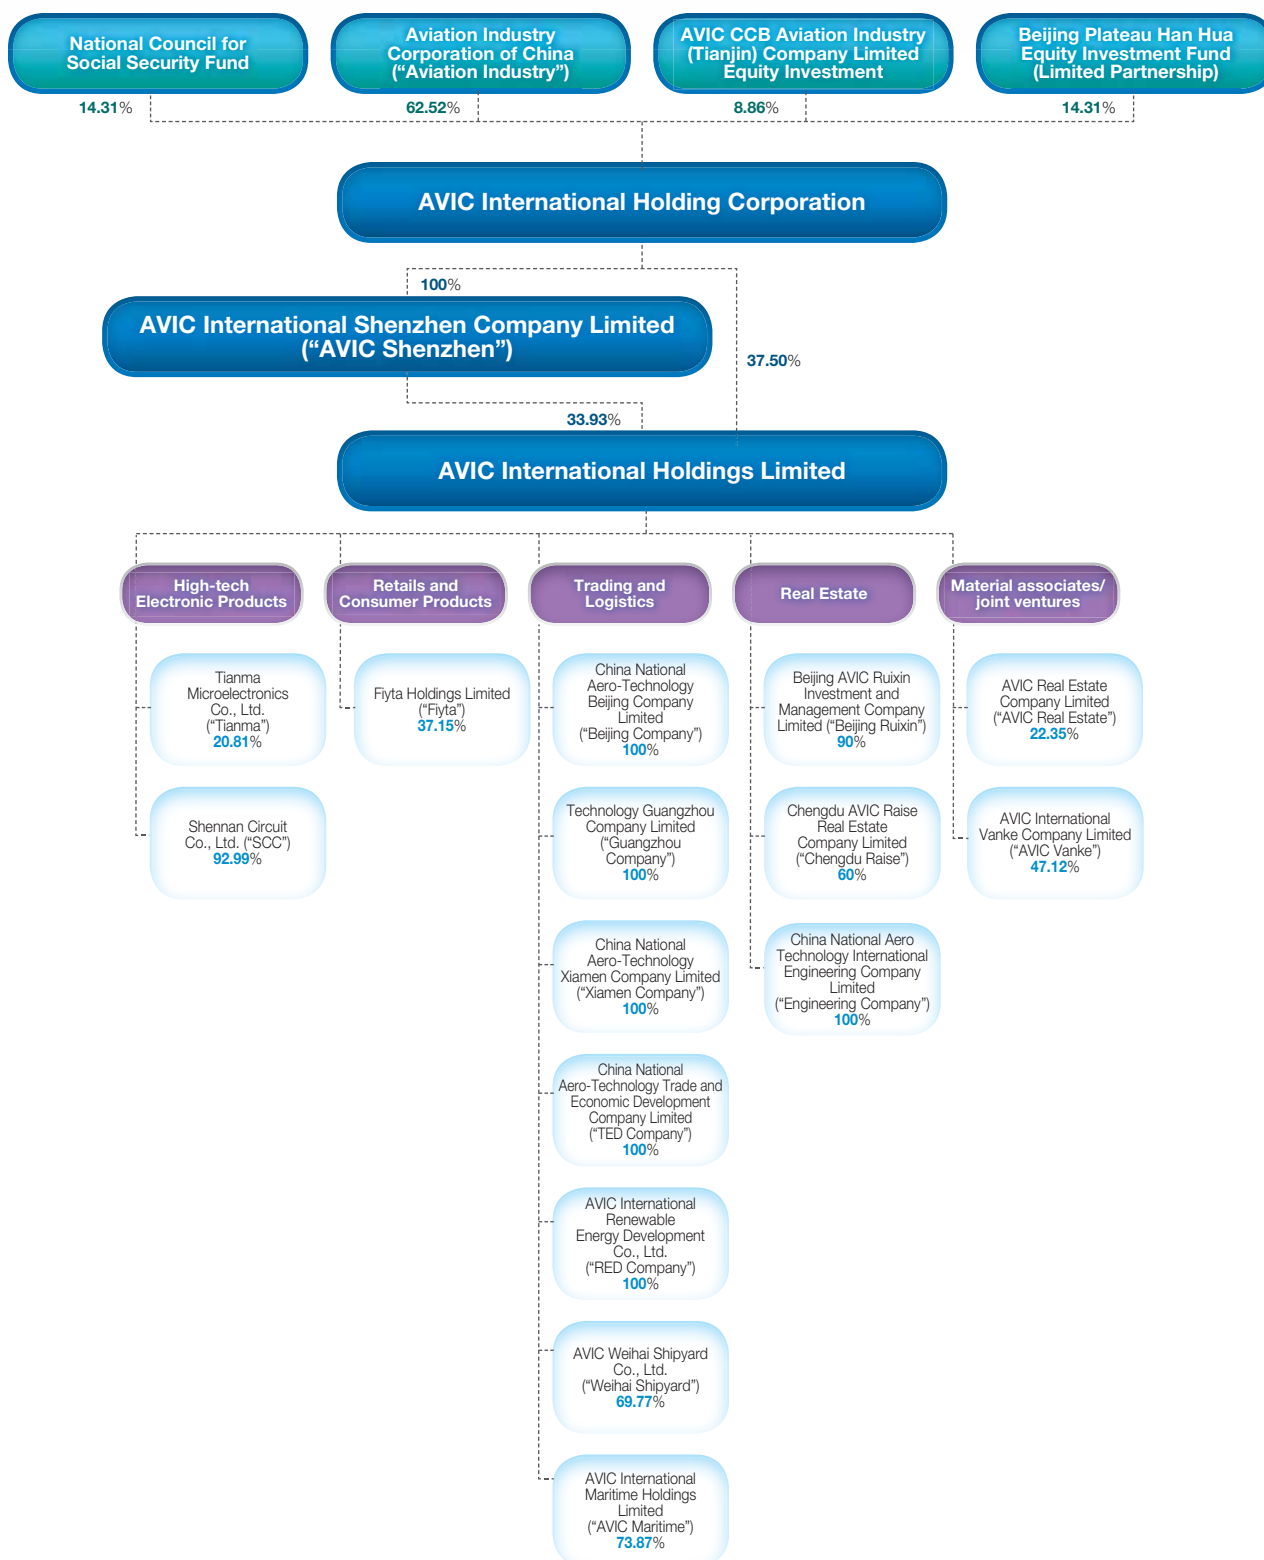 National Council for
Social Security Fund
14.31%
Aviation Industry
Corporation of China
(“Aviation Industry”)
62.52%
AVIC CCB Aviation Industry
(Tianjin) Company Limited
Equity Investment
8.86%
Beijing Plateau Han Hua
Equity Investment Fund
(Limited Partnership)
14.31%
AVIC International Holding Corporation
100%
AVIC International Shenzhen Company Limited
(“AVIC Shenzhen”)
37.50%
33.93%
AVIC International Holdings Limited
High-tech
Electronic Products
Tianma
Microelectronics
Co., Ltd.
(“Tianma”)
20.81%
Shennan Circuit
Co., Ltd. (“SCC”)
92.99%
Retails and
Consumer Products
Fiyta Holdings Limited
(“Fiyta”)
37.15%
Trading and
Logistics
China National
Aero-Technology
Beijing Company
Limited
(“Beijing Company”)
100%
Technology Guangzhou
Company Limited
(“Guangzhou
Company”)
100%
China National
Aero-Technology
Xiamen Company Limited
(“Xiamen Company”)
100%
China National
Aero-Technology Trade and
Economic Development
Company Limited
(“TED Company”)
100%
AVIC International
Renewable
Energy Development
Co., Ltd.
(“RED Company”)
100%
AVIC Weihai Shipyard
Co., Ltd.
(“Weihai Shipyard”)
69.77%
AVIC International
Maritime Holdings
Limited
(“AVIC Maritime”)
73.87%
Real Estate
Beijing AVIC Ruixin
Investment and
Management Company
Limited (“Beijing Ruixin”)
90%
Chengdu AVIC Raise
Real Estate
Company Limited
(“Chengdu Raise”)
60%
China National Aero
Technology International
Engineering Company
Limited
(“Engineering Company”)
100%
Material associates/
joint ventures
AVIC Real Estate
Company Limited
(“AVIC Real Estate”)
22.35%
AVIC International
Vanke Company Limited
(“AVIC Vanke”)
47.12%